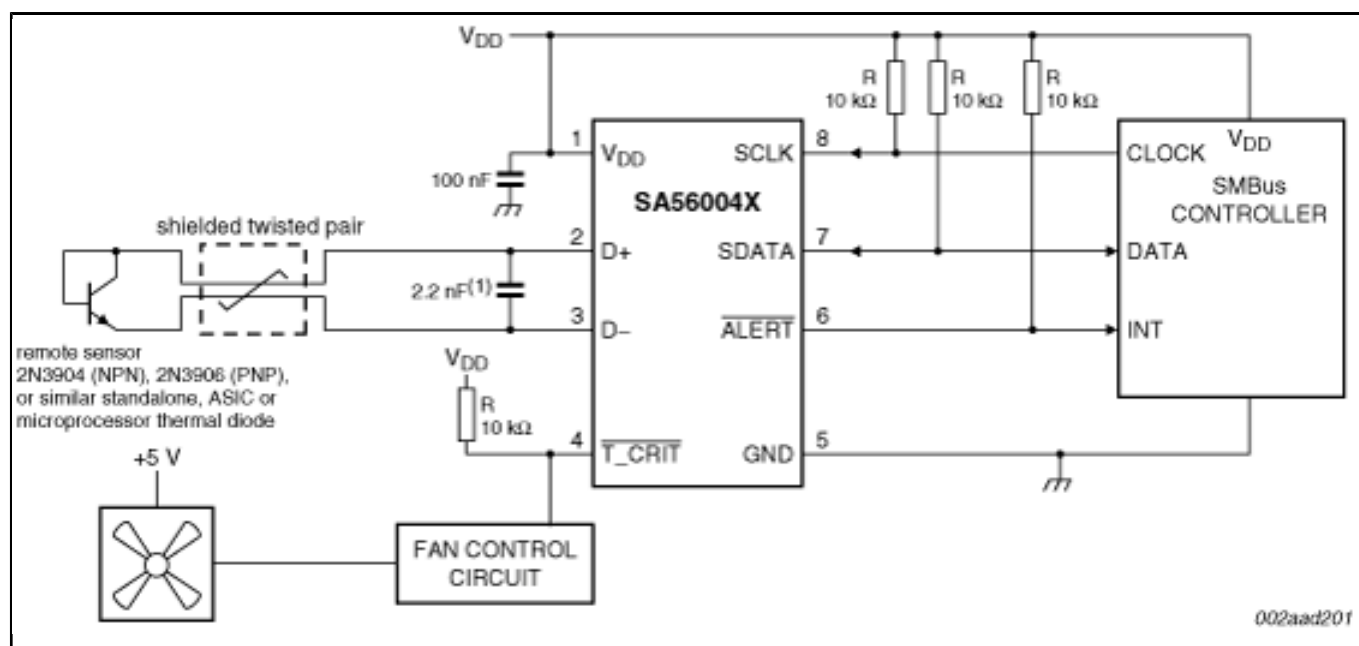 VDD
R
10 kΩ
R
10 kΩ
R
10 kΩ
1
VDD
SCLK
8
CLOCK
VDD
100 nF
SA56004X
SMBus
CONTROLLER
shielded twisted pair
2
D+
SDATA
7
DATA
2.2 nF(1)
3
D−
ALERT
6
INT
remote sensor
2N3904 (NPN), 2N3906 (PNP),
or similar standalone, ASIC or
microprocessor thermal diode
VDD
R
10 kΩ
4
T_CRIT
GND
5
+5 V
FAN CONTROL
CIRCUIT
002aad201